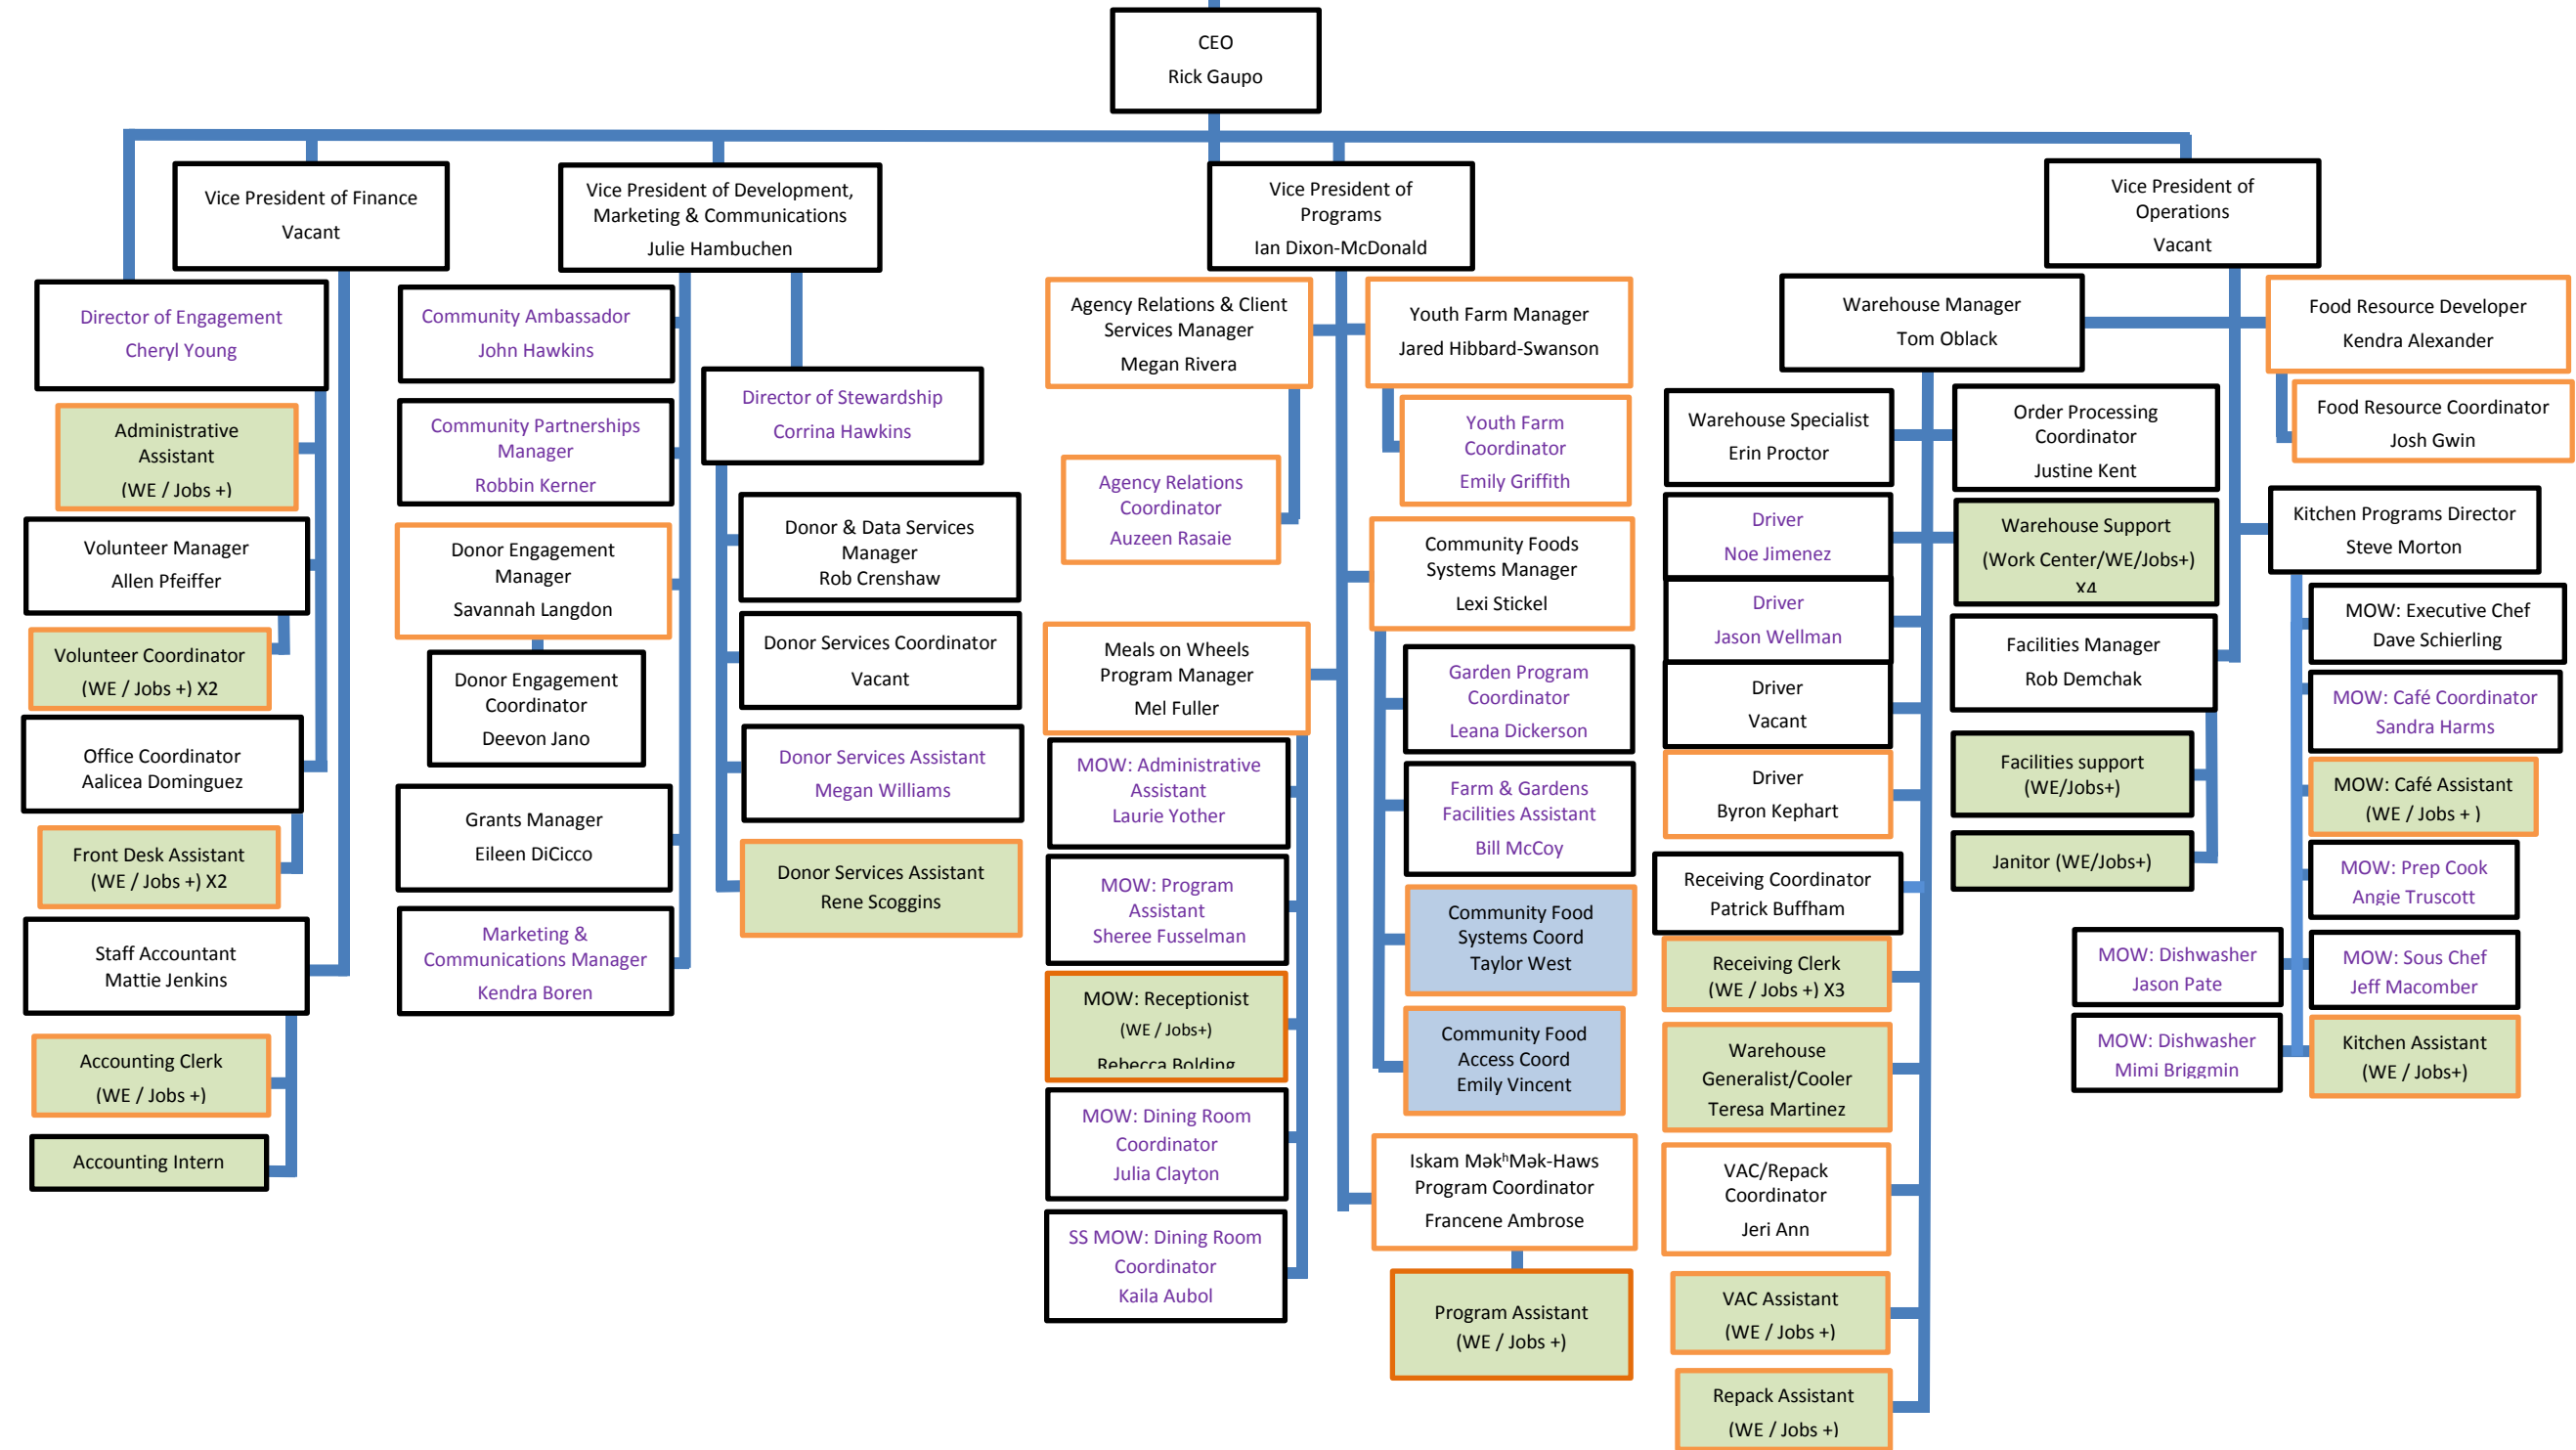 CEO
Rick Gaupo
Vice President of Finance
Vacant
Vice President of Development,
Marketing & Communications
Julie Hambuchen
Vice President of
Programs
Ian Dixon-McDonald
Vice President of
Operations
Vacant
Director of Engagement
Cheryl Young
Administrative
Assistant
(WE / Jobs +)
Volunteer Manager
Allen Pfeiffer
Volunteer Coordinator
(WE / Jobs +) X2
Office Coordinator
Aalicea Dominguez
Front Desk Assistant
(WE / Jobs +) X2
Staff Accountant
Mattie Jenkins
Accounting Clerk
(WE / Jobs +)
Accounting Intern
Community Ambassador
John Hawkins
Community Partnerships
Manager
Robbin Kerner
Donor Engagement
Manager
Savannah Langdon
Donor Engagement
Coordinator
Deevon Jano
Grants Manager
Eileen DiCicco
Marketing &
Communications Manager
Kendra Boren
Director of Stewardship
Corrina Hawkins
Donor & Data Services
Manager
Rob Crenshaw
Donor Services Coordinator
Vacant
Donor Services Assistant
Megan Williams
Donor Services Assistant
Rene Scoggins
Agency Relations & Client
Services Manager
Megan Rivera
Agency Relations
Coordinator
Auzeen Rasaie
Meals on Wheels
Program Manager
Mel Fuller
MOW: Administrative
Assistant
Laurie Yother
MOW: Program
Assistant
Sheree Fusselman
MOW: Receptionist
(WE / Jobs+)
Rebecca Bolding
MOW: Dining Room
Coordinator
Julia Clayton
SS MOW: Dining Room
Coordinator
Kaila Aubol
Youth Farm Manager
Jared Hibbard-Swanson
Youth Farm
Coordinator
Emily Griffith
Community Foods
Systems Manager
Lexi Stickel
Garden Program
Coordinator
Leana Dickerson
Farm & Gardens
Facilities Assistant
Bill McCoy
Community Food
Systems Coord
Taylor West
Community Food
Access Coord
Emily Vincent
Iskam MəkʰMək-Haws
Program Coordinator
Francene Ambrose
Program Assistant
(WE / Jobs +)
Warehouse Manager
Tom Oblack
Warehouse Specialist
Erin Proctor
Driver
Noe Jimenez
Driver
Jason Wellman
Driver
Vacant
Driver
Byron Kephart
Receiving Coordinator
Patrick Buffham
Receiving Clerk
(WE / Jobs +) X3
Warehouse
Generalist/Cooler
Teresa Martinez
VAC/Repack
Coordinator
Jeri Ann
VAC Assistant
(WE / Jobs +)
Repack Assistant
(WE / Jobs +)
Order Processing
Coordinator
Justine Kent
Warehouse Support
(Work Center/WE/Jobs+)
X4
Facilities Manager
Rob Demchak
Facilities support
(WE/Jobs+)
Janitor (WE/Jobs+)
Food Resource Developer
Kendra Alexander
Food Resource Coordinator
Josh Gwin
Kitchen Programs Director
Steve Morton
MOW: Executive Chef
Dave Schierling
MOW: Café Coordinator
Sandra Harms
MOW: Café Assistant
(WE / Jobs + )
MOW: Prep Cook
Angie Truscott
MOW: Dishwasher
Jason Pate
MOW: Sous Chef
Jeff Macomber
MOW: Dishwasher
Mimi Briggmin
Kitchen Assistant
(WE / Jobs+)